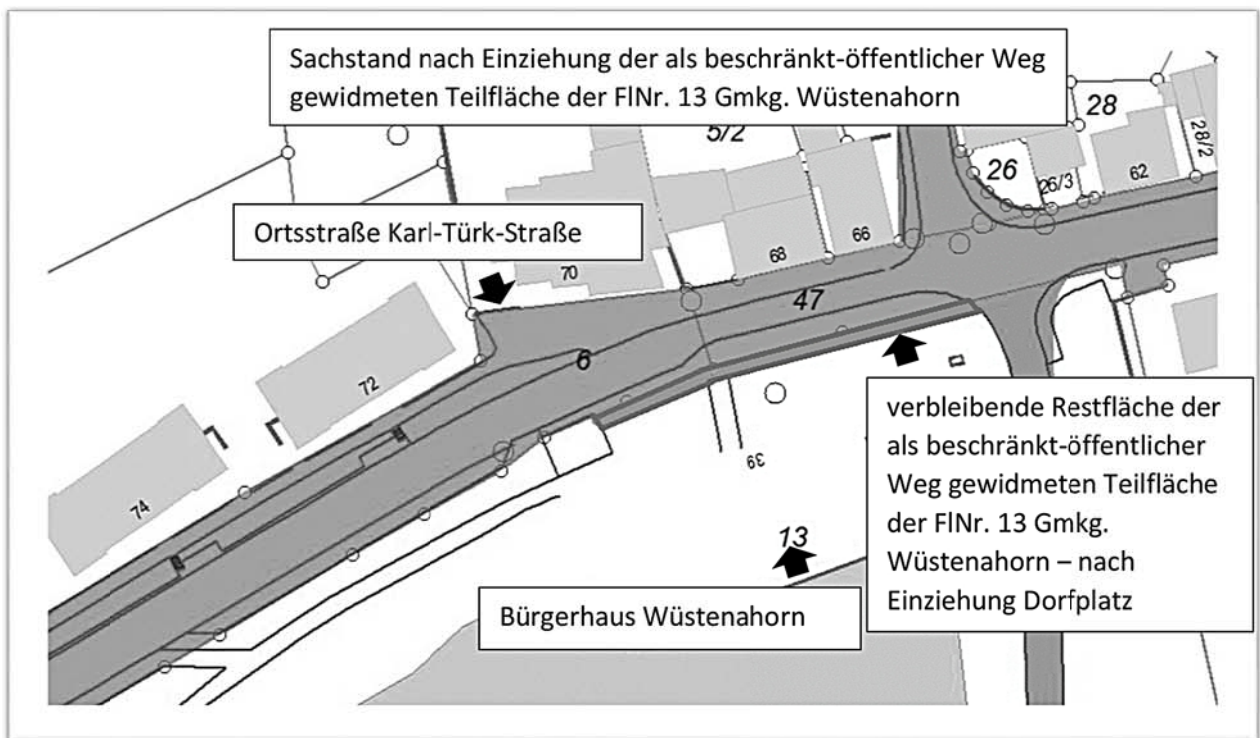 Sachstand nach Einziehung der als beschränkt-öffentlicher Weg
gewidmeten Teilfläche der FlNr. 13 Gmkg. Wüstenahorn
5/2
28
28/2
26
26/3
62
Ortsstraße Karl-Türk-Straße
70
68
66
47
6
72
74
39
13
verbleibende Restfläche der
als beschränkt-öffentlicher
Weg gewidmeten Teilfläche
der FlNr. 13 Gmkg.
Wüstenahorn – nach
Einziehung Dorfplatz
Bürgerhaus Wüstenahorn